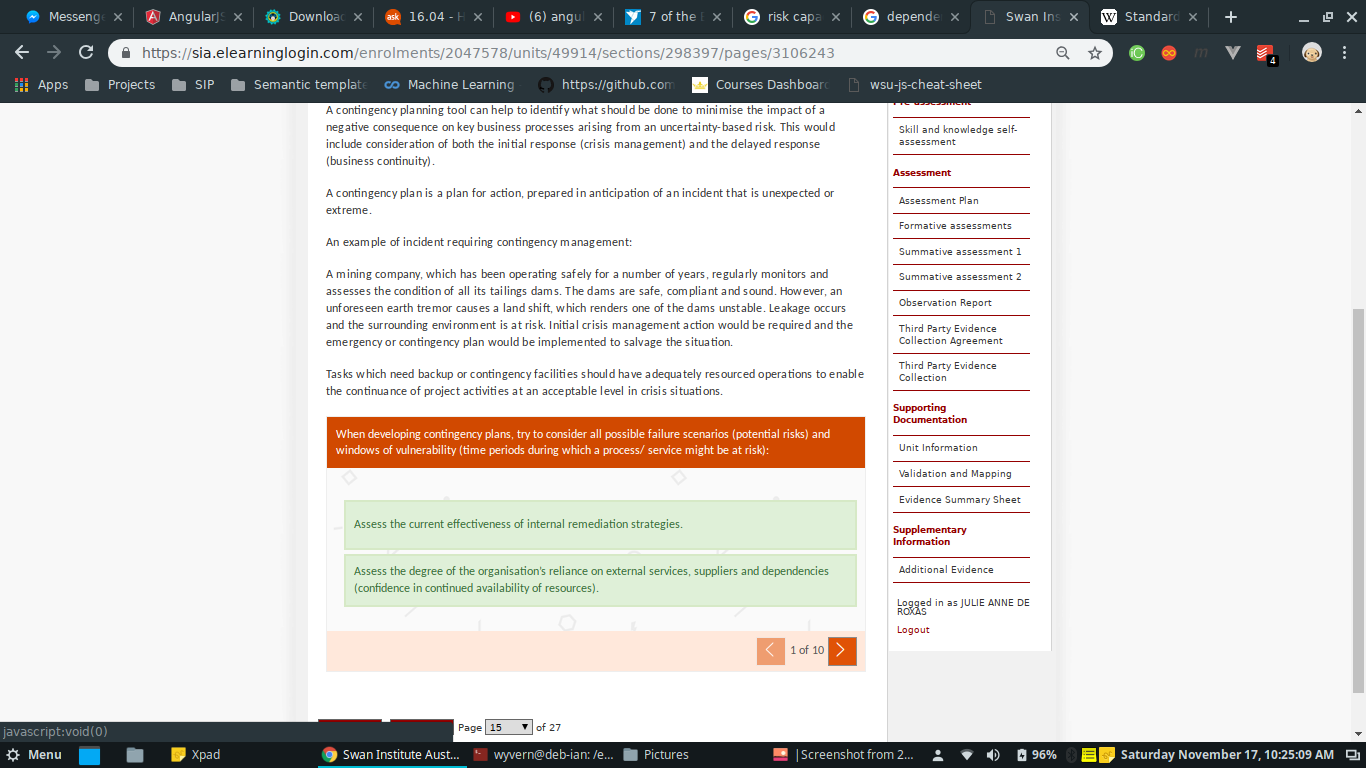 Messenge
AngularJS
Downloac
16.04 - H
(6) angul
7 of the B
risk capa
depende
Swan Ins
Standard
https://sia.elearninglogin.com/enrolments/2047578/units/49914/sections/298397/pages/3106243
4
Apps
Projects
SIP
Semantic template
Machine Learning
https://github.com
Courses Dashboard
wsu-js-cheat-sheet
A contingency planning tool can help to identify what should be done to minimise the impact of a
negative consequence on key business processes arising from an uncertainty-based risk. This would
include consideration of both the initial response (crisis management) and the delayed response
(business continuity).
A contingency plan is a plan for action, prepared in anticipation of an incident that is unexpected or
extreme.
An example of incident requiring contingency management:
A mining company, which has been operating safely for a number of years, regularly monitors and
assesses the condition of all its tailings dams. The dams are safe, compliant and sound. However, an
unforeseen earth tremor causes a land shift, which renders one of the dams unstable. Leakage occurs
and the surrounding environment is at risk. Initial crisis management action would be required and the
emergency or contingency plan would be implemented to salvage the situation.
Tasks which need backup or contingency facilities should have adequately resourced operations to enable
the continuance of project activities at an acceptable level in crisis situations.
When developing contingency plans, try to consider all possible failure scenarios (potential risks) and
windows of vulnerability (time periods during which a process/ service might be at risk):
Assess the current effectiveness of internal remediation strategies.
Assess the degree of the organisation's reliance on external services, suppliers and dependencies
(confidence in continued availability of resources).
1 of 10
Page 15 of 27
Pre-assessment
Skill and knowledge self-
assessment
Assessment
Assessment Plan
Formative assessments
Summative assessment 1
Summative assessment 2
Observation Report
Third Party Evidence
Collection Agreement
Third Party Evidence
Collection
Supporting
Documentation
Unit Information
Validation and Mapping
Evidence Summary Sheet
Supplementary
Information
Additional Evidence
Logged in as JULIE ANNE DE
ROXAS
Logout
javascript:void(0)
Menu
Xpad
Swan Institute Aust...
wyvern@deb-ian: /e...
Pictures
|Screenshot from 2...
96%
Saturday November 17, 10:25:09 AM